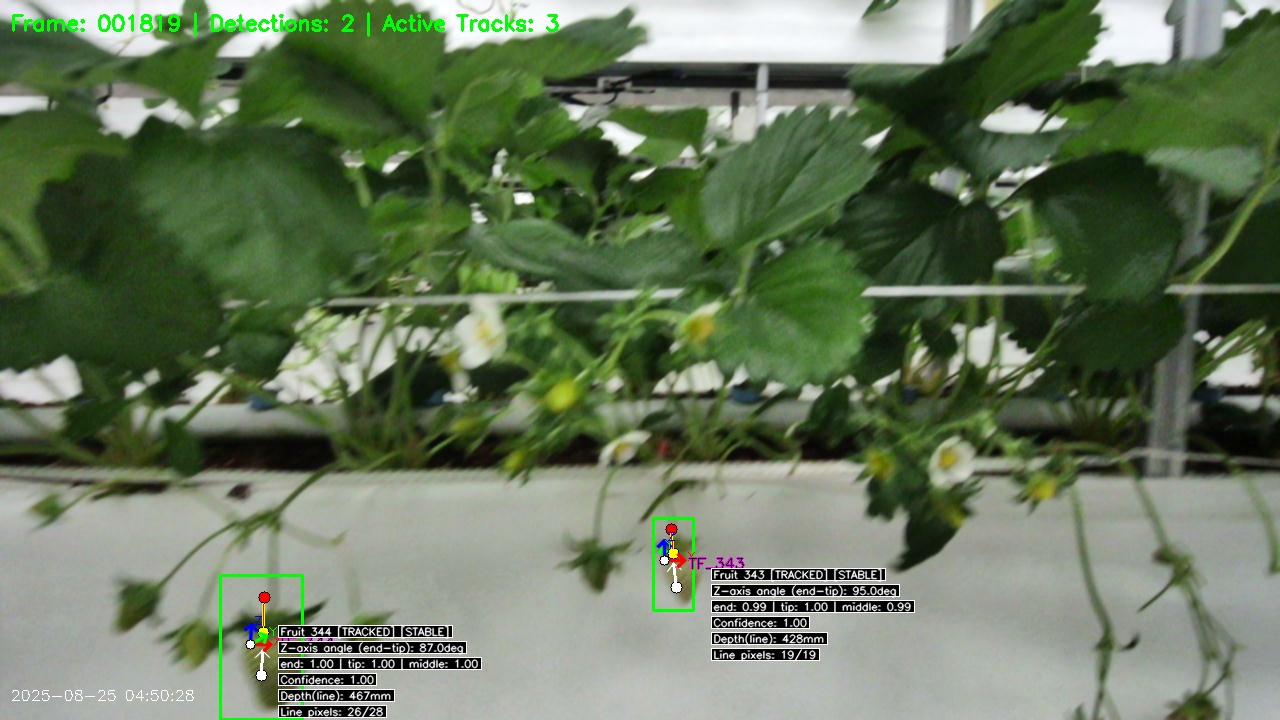 Frame: 001819 | Detections: 2 | Active Tracks: 3
TF_343
Fruit 343 [TRACKED] [STABLE]
Z-axis angle (end-tip): 95.0deg
end: 0.99 | tip: 1.00 | middle: 0.99
Confidence: 1.00
Depth(line): 428mm
Line pixels: 19/19
Fruit 344 [TRACKED] [STABLE]
Z-axis angle (end-tip): 87.0deg
end: 1.00 | tip: 1.00 | middle: 1.00
Confidence: 1.00
Depth(line): 467mm
Line pixels: 26/28
2025-08-25 04:50:28